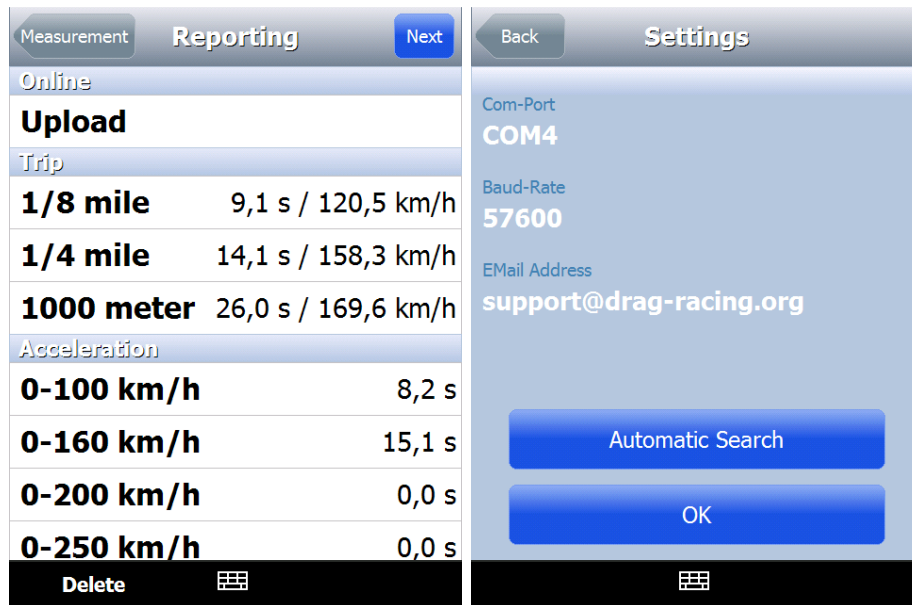 Measurement Reporting Next
Online
Upload
Trip
1/8 mile 9,1 s / 120,5 km/h
1/4 mile 14,1 s / 158,3 km/h
1000 meter 26,0 s / 169,6 km/h
Acceleration
0-100 km/h 8,2 s
0-160 km/h 15,1 s
0-200 km/h 0,0 s
0-250 km/h 0,0 s
Delete
Back Settings
Com-Port
COM4
Baud-Rate
57600
EMail Address
support@drag-racing.org
Automatic Search
OK